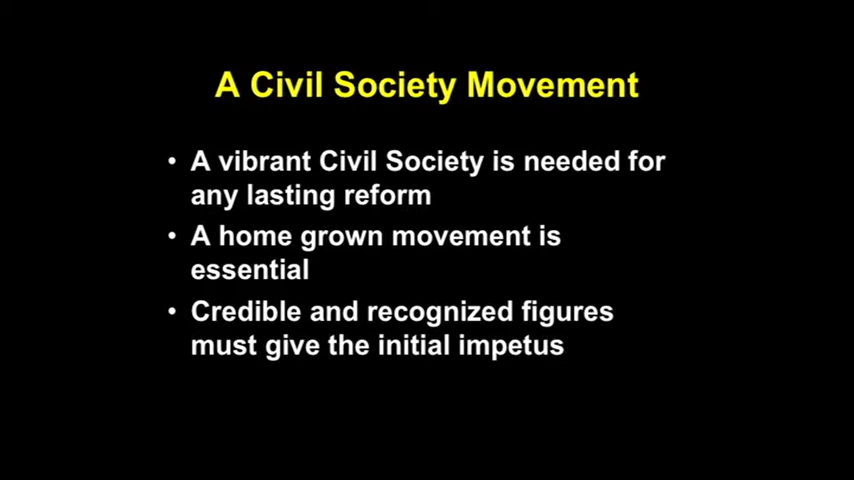 A Civil Society Movement
• A vibrant Civil Society is needed for
any lasting reform
• A home grown movement is
essential
• Credible and recognized figures
must give the initial impetus